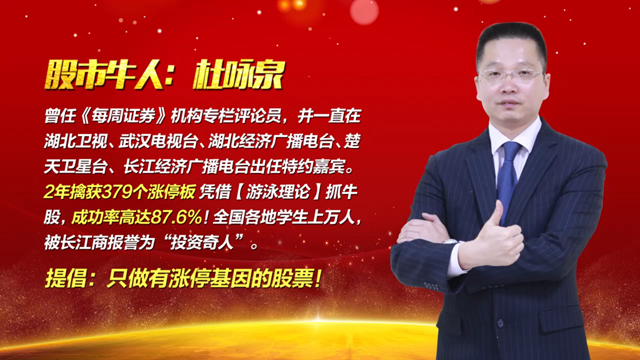 股市牛人：杜咏泉
曾任《每周证券》机构专栏评论员，并一直在
湖北卫视、武汉电视台、湖北经济广播电台、楚
天卫星台、长江经济广播电台出任特约嘉宾。
2年擒获379个涨停板 凭借【游泳理论】抓牛
股，成功率高达87.6%！全国各地学生上万人，
被长江商报誉为“投资奇人”。
提倡：只做有涨停基因的股票！